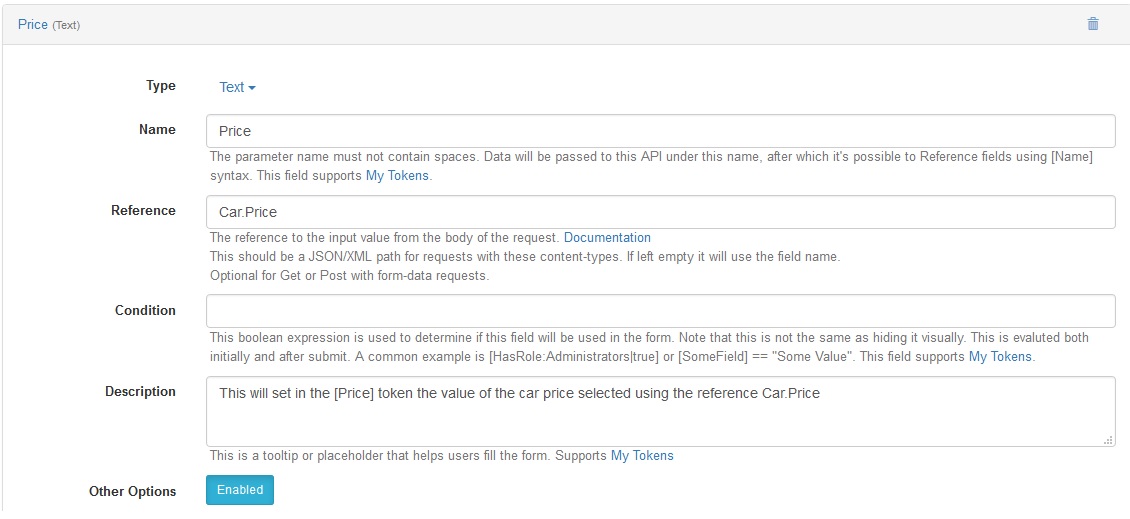 Price (Text)
Type Text
Name Price
The parameter name must not contain spaces. Data will be passed to this API under this name, after which it's possible to Reference fields using [Name]
syntax. This field supports My Tokens.
Reference Car.Price
The reference to the input value from the body of the request. Documentation
This should be a JSON/XML path for requests with these content-types. If left empty it will use the field name.
Optional for Get or Post with form-data requests.
Condition
This boolean expression is used to determine if this field will be used in the form. Note that this is not the same as hiding it visually. This is evaluted both
initially and after submit. A common example is [HasRole:Administrators|true] or [SomeField] == "Some Value". This field supports My Tokens.
Description This will set in the [Price] token the value of the car price selected using the reference Car.Price
This is a tooltip or placeholder that helps users fill the form. Supports My Tokens
Other Options Enabled